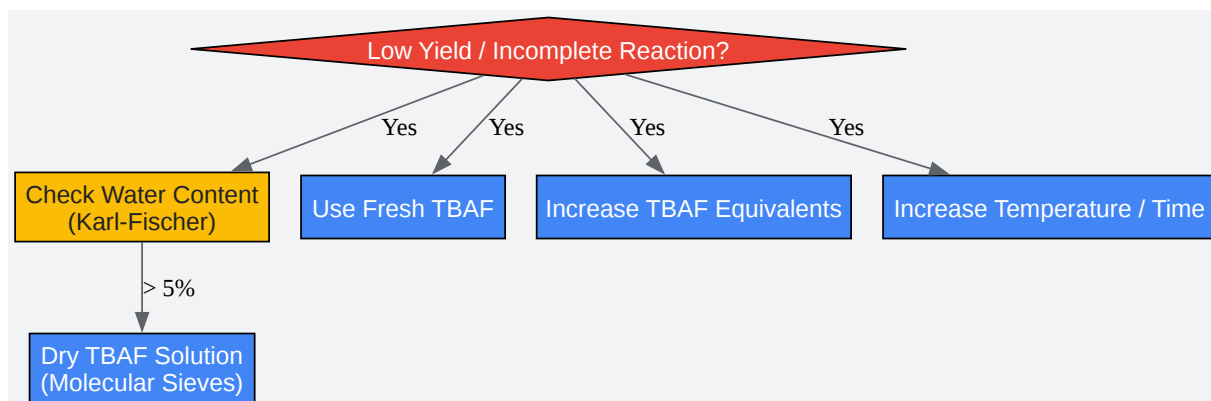 Low Yield / Incomplete Reaction?
Yes
Yes
Yes
Yes
Check Water Content
(Karl-Fischer)
Use Fresh TBAF
Increase TBAF Equivalents
Increase Temperature / Time
> 5%
Dry TBAF Solution
(Molecular Sieves)